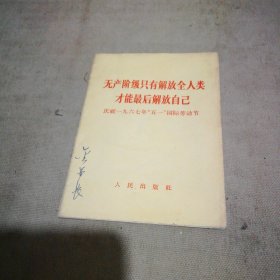 无产阶级只有解放全人类
才能最后解放自己
庆祝一九六七年“五一”国际劳动节
人民出版社